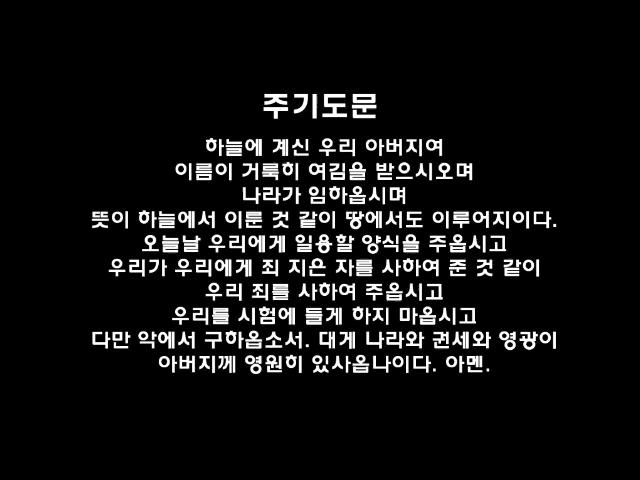 주기도문
하늘에 계신 우리 아버지여
이름이 거룩히 여김을 받으시오며
나라가 임하옵시며
뜻이 하늘에서 이룬 것 같이 땅에서도 이루어지이다.
오늘날 우리에게 일용할 양식을 주옵시고
우리가 우리에게 죄 지은 자를 사하여 준 것 같이
우리 죄를 사하여 주옵시고
우리를 시험에 들게 하지 마옵시고
다만 악에서 구하옵소서. 대게 나라와 권세와 영광이
아버지께 영원히 있사옵나이다. 아멘.